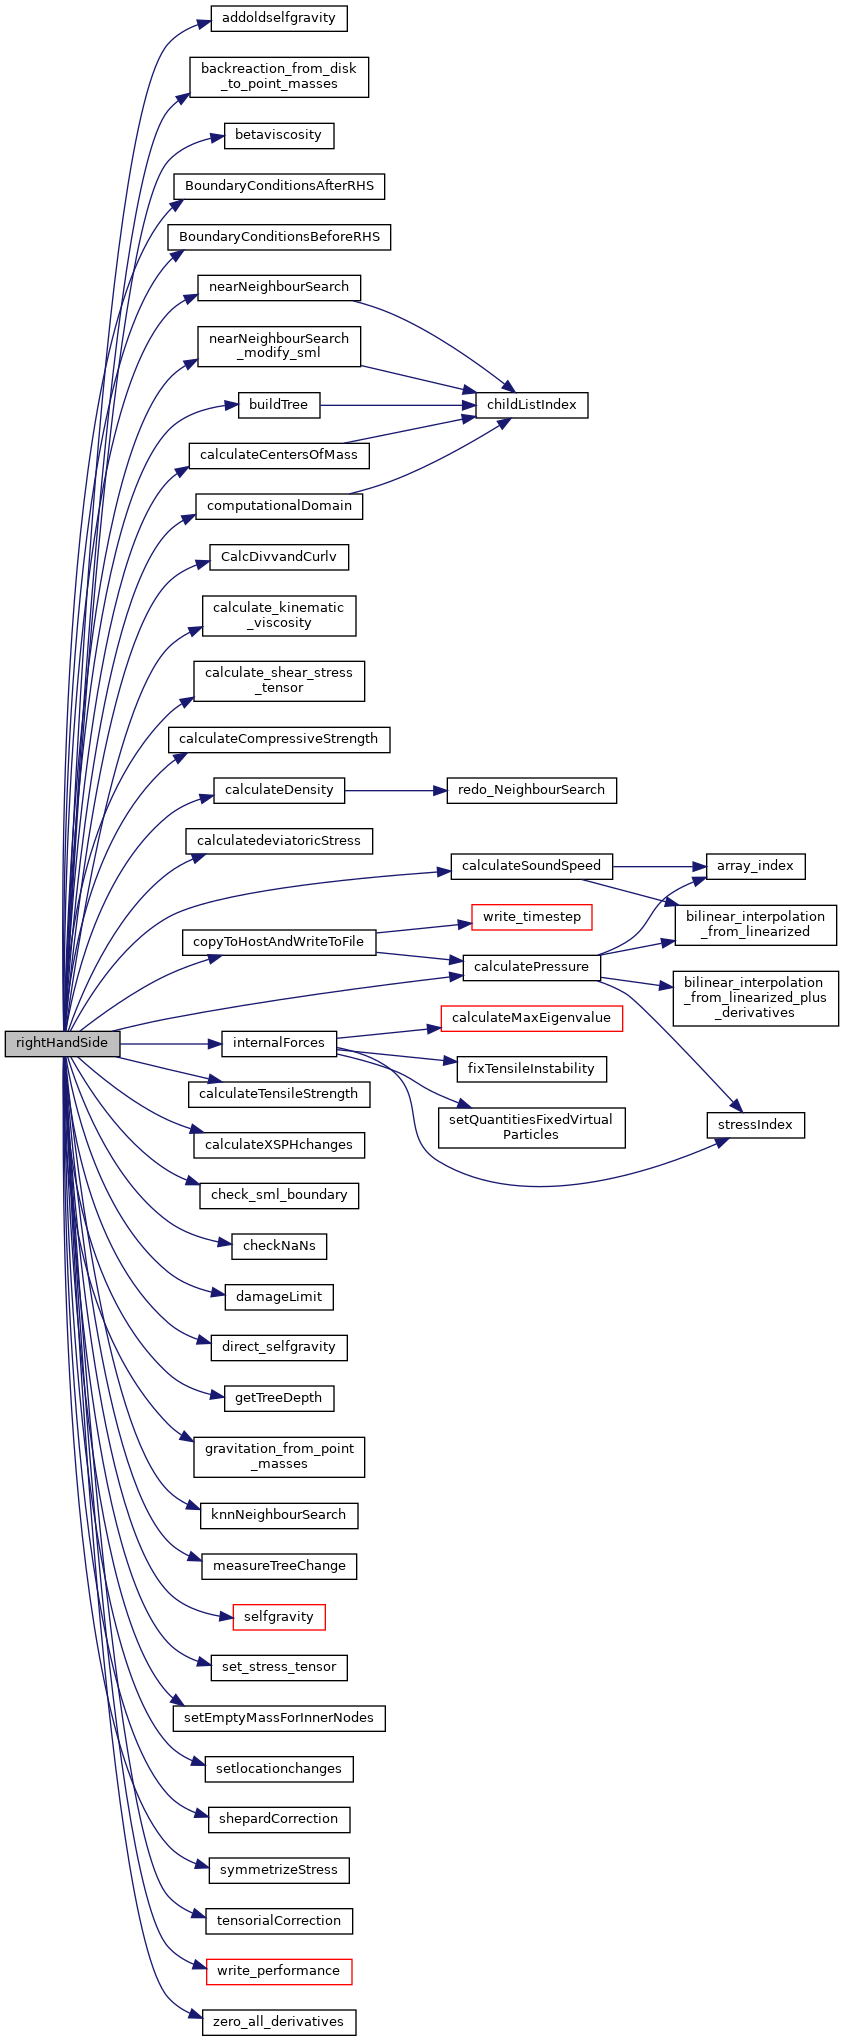 addoldselfgravity
backreaction_from_disk
_to_point_masses
betaviscosity
BoundaryConditionsAfterRHS
BoundaryConditionsBeforeRHS
nearNeighbourSearch
nearNeighbourSearch
_modify_sml
buildTree
childListIndex
calculateCentersOfMass
computationalDomain
CalcDivvandCurlv
calculate_kinematic
_viscosity
calculate_shear_stress
_tensor
calculateCompressiveStrength
calculateDensity
redo_NeighbourSearch
calculatedeviatoricStress
calculateSoundSpeed
array_index
write_timestep
bilinear_interpolation
_from_linearized
copyToHostAndWriteToFile
calculatePressure
bilinear_interpolation
_from_linearized_plus
_derivatives
calculateMaxEigenvalue
rightHandSide
internalForces
fixTensileInstability
calculateTensileStrength
setQuantitiesFixedVirtual
Particles
stressIndex
calculateXSPHchanges
check_sml_boundary
checkNaNs
damageLimit
direct_selfgravity
getTreeDepth
gravitation_from_point
_masses
knnNeighbourSearch
measureTreeChange
selfgravity
set_stress_tensor
setEmptyMassForInnerNodes
setlocationchanges
shepardCorrection
symmetrizeStress
tensorialCorrection
write_performance
zero_all_derivatives